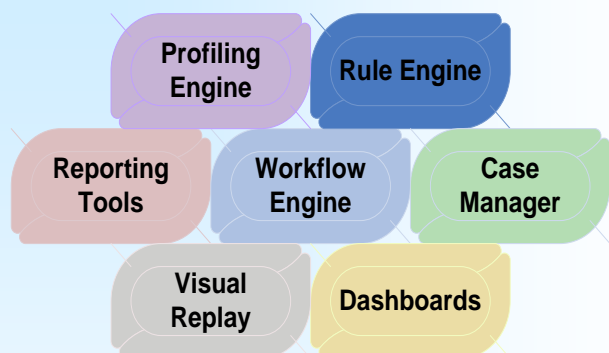 Profiling
Engine
Rule Engine
Reporting
Tools
Workflow
Engine
Case
Manager
Visual
Replay
Dashboards